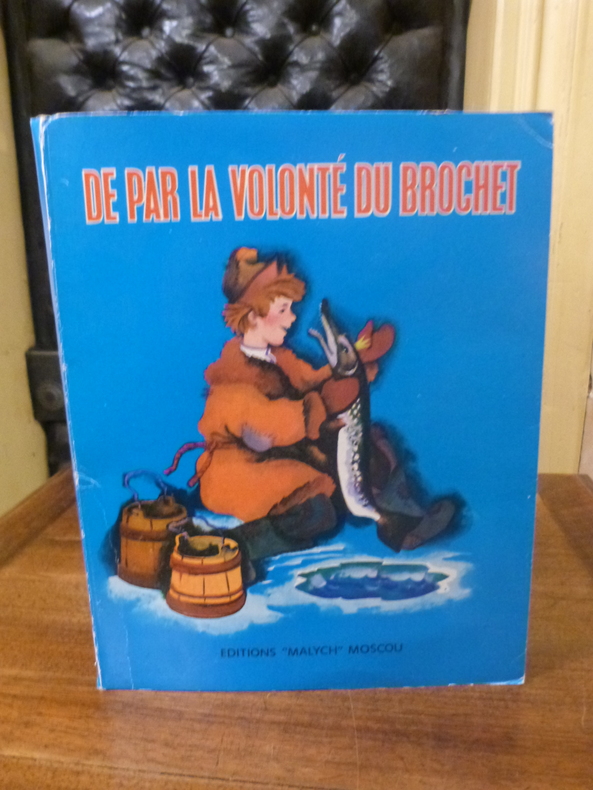 DE PAR LA VOLONTÉ DU BROCHET
EDITIONS "MALYCH" MOSCOU